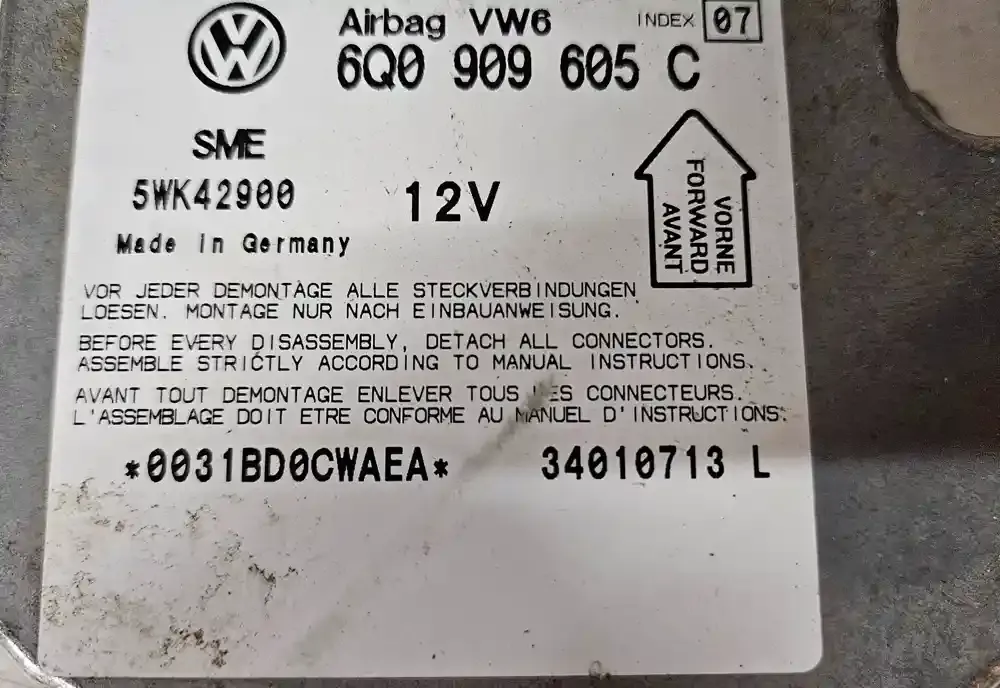 Airbag VW6 INDEX 07
6Q0 909 605 C
SME
5WK42900 12V
Made in Germany
VORNE
FORWARD
AVANT
VOR JEDER DEMONTAGE ALLE STECKVERBINDUNGEN
LOESEN. MONTAGE NUR NACH EINBAUANWEISUNG.
BEFORE EVERY DISASSEMBLY, DETACH ALL CONNECTORS.
ASSEMBLE STRICTLY ACCORDING TO MANUAL INSTRUCTIONS.
AVANT TOUT DEMONTAGE ENLEVER TOUS LES CONNECTEURS.
L'ASSEMBLAGE DOIT ETRE CONFORME AU MANUEL D'INSTRUCTIONS.
*0031BD0CWAEA* 34010713 L